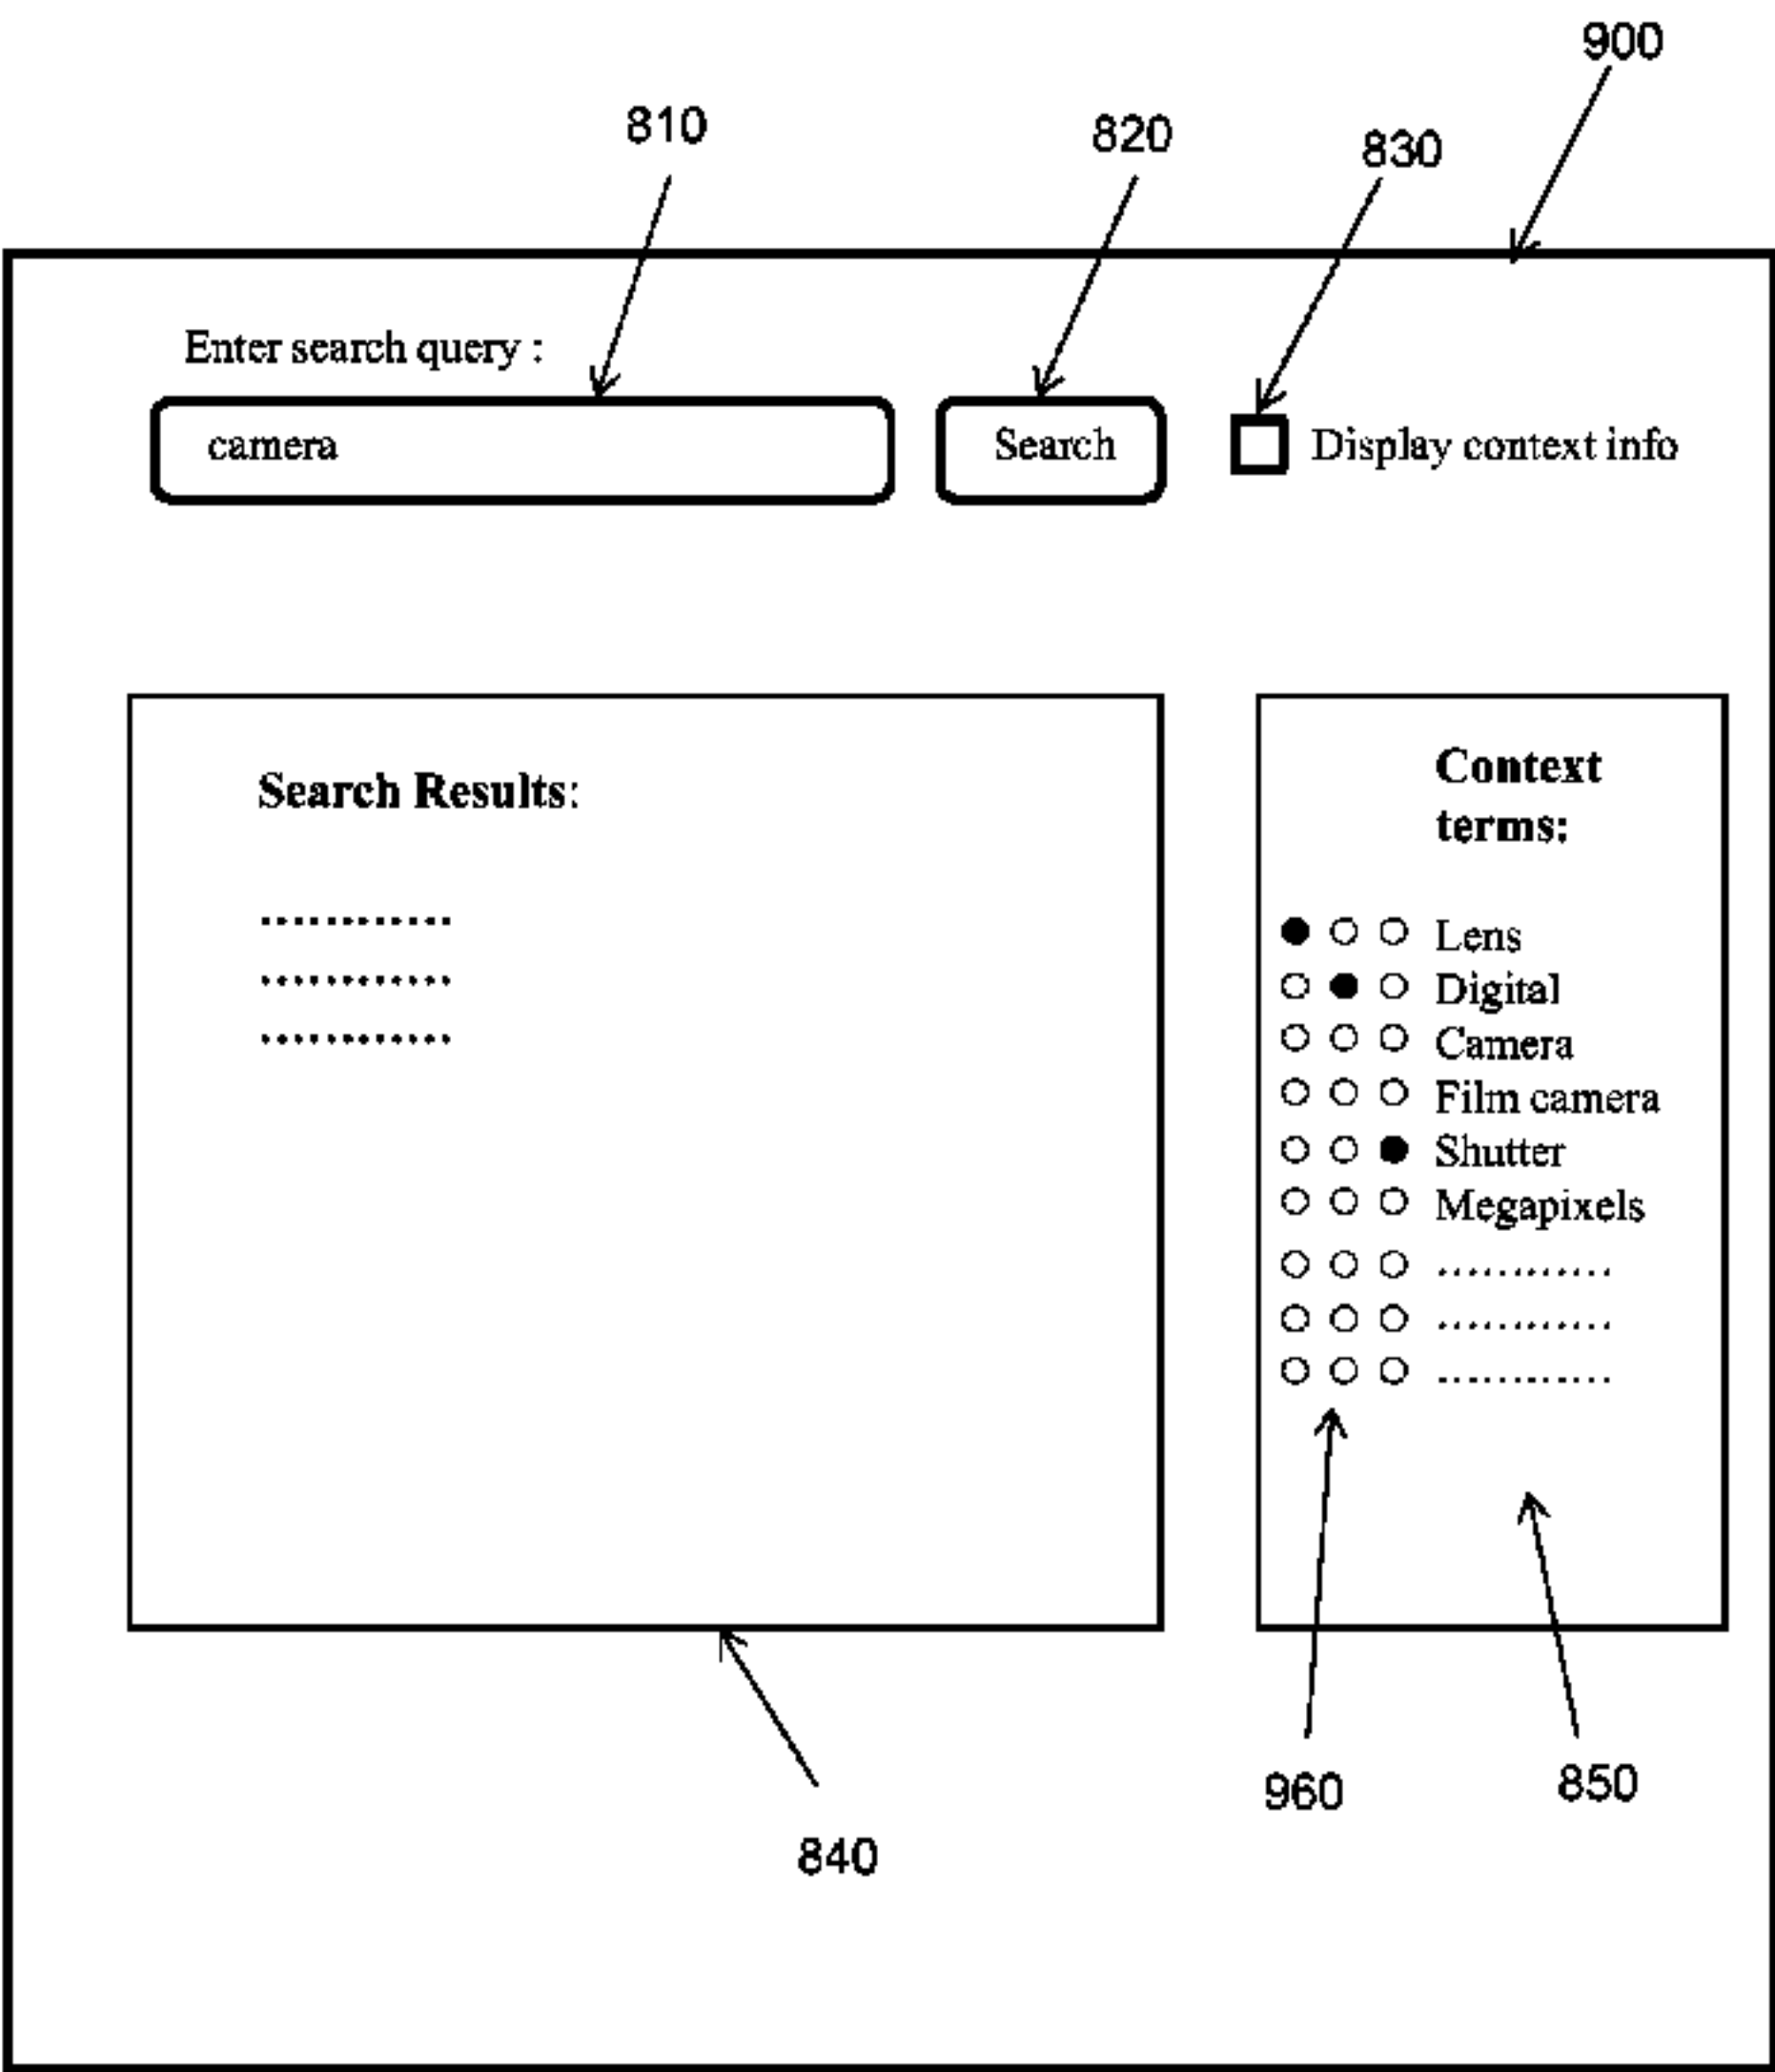 900
810
820
830
Enter search query :
camera
Search
Display context info
Search Results:
............
............
............
Context
terms:
Lens
Digital
Camera
Film camera
Shutter
Megapixels
............
............
............
960
850
840